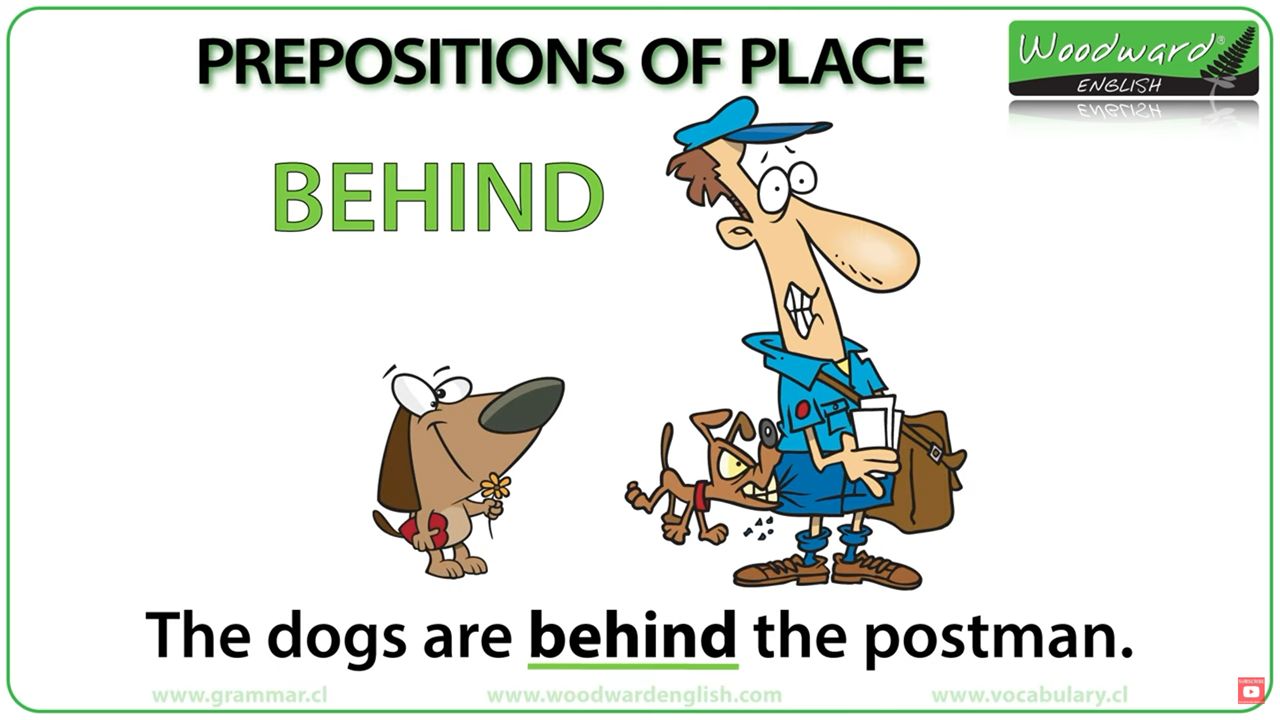 PREPOSITIONS OF PLACE
Woodward®
ENGLISH
BEHIND
The dogs are behind the postman.
www.grammar.cl
www.woodwardenglish.com
www.vocabulary.cl
SUBSCRIBE